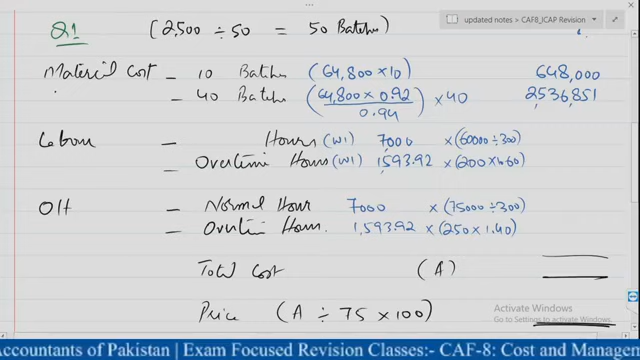 updated notes > CAF8_ICAP Revision
Q1 (2,500 ÷ 50 = 50 Batches)
Material Cost – 10 Batches (64,800 × 10) 648,000
– 40 Batches (64,800 × 0.92 / 0.94) × 40 2,536,851
Labour – Hours (W1) 7000 × (60000 ÷ 300)
– Overtime Hours (W1) 1,593.92 × (200 × 1.60)
OH – Normal Hour 7000 × (75000 ÷ 300)
– Overtime Hour. 1,593.92 × (250 × 1.40)
Total Cost (A)
Price (A ÷ 75 × 100)
Activate Windows
Go to Settings to activate Windows.
Accountants of Pakistan | Exam Focused Revision Classes:- CAF-8: Cost and Manager